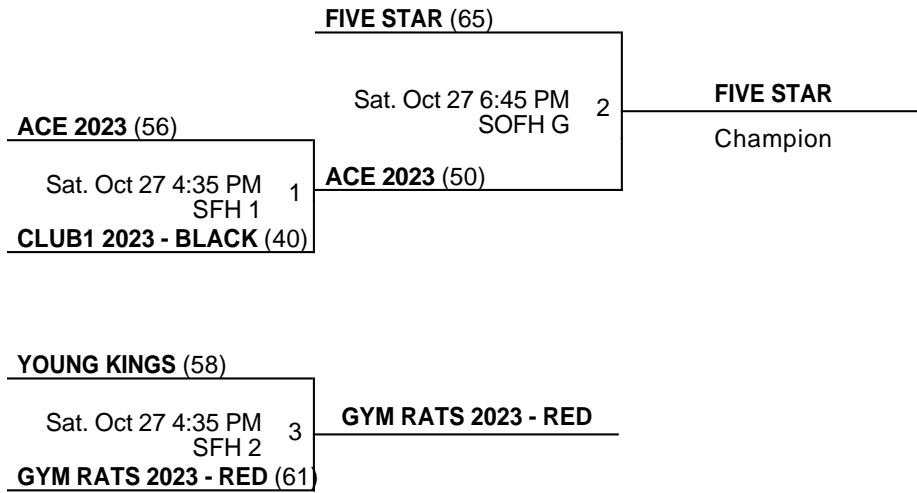 FIVE STAR (65)
Sat. Oct 27 6:45 PM 2
SOFH G
FIVE STAR
Champion
ACE 2023 (56)
Sat. Oct 27 4:35 PM 1
SFH 1
ACE 2023 (50)
CLUB1 2023 - BLACK (40)
YOUNG KINGS (58)
Sat. Oct 27 4:35 PM 3
SFH 2
GYM RATS 2023 - RED
GYM RATS 2023 - RED (61)